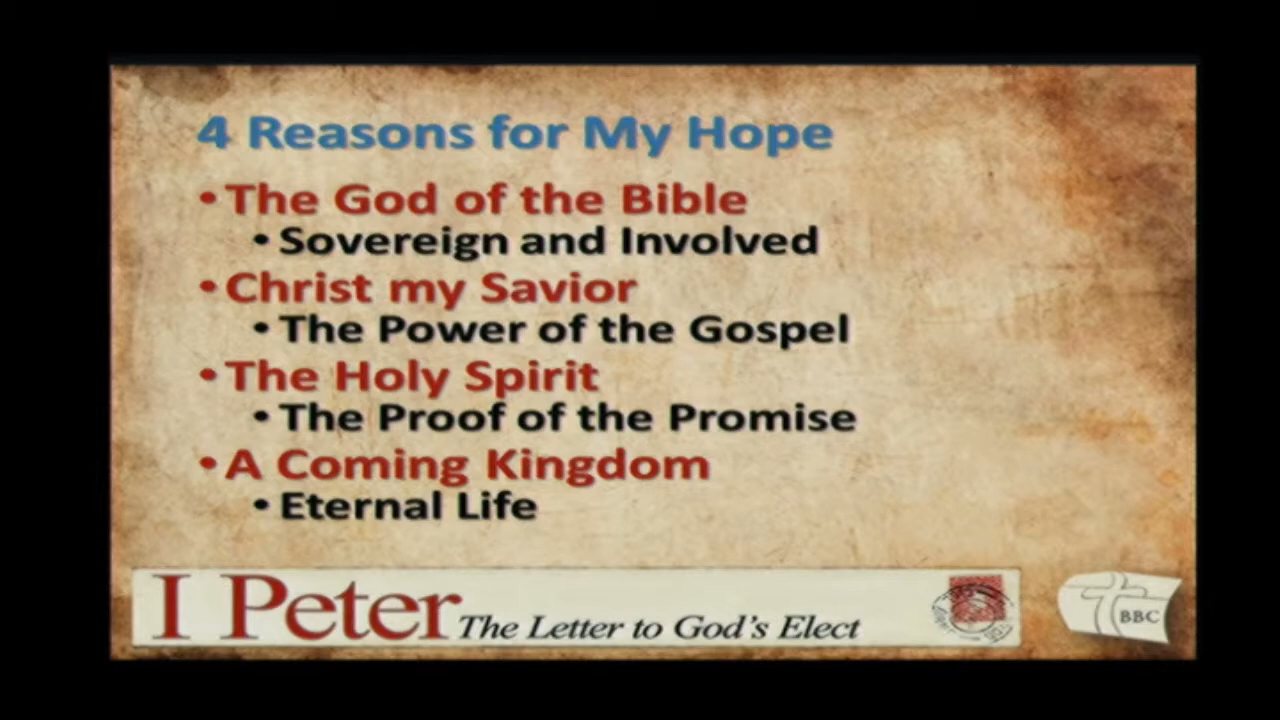 4 Reasons for My Hope
•The God of the Bible
•Sovereign and Involved
•Christ my Savior
•The Power of the Gospel
•The Holy Spirit
•The Proof of the Promise
•A Coming Kingdom
•Eternal Life
I Peter The Letter to God's Elect
BBC